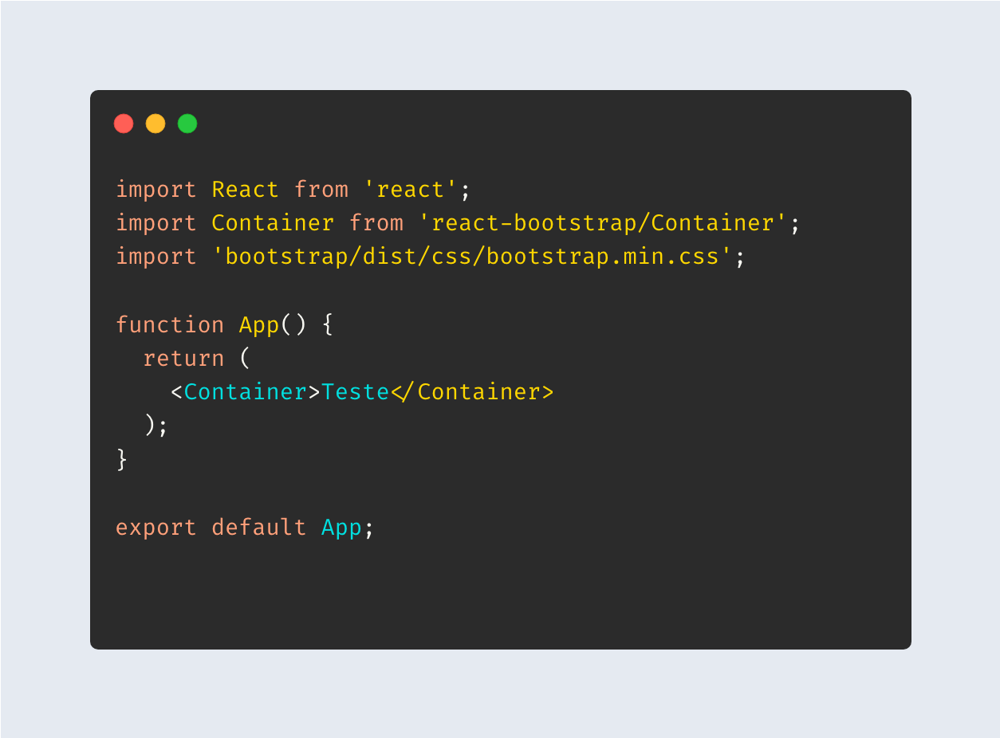 import React from 'react';
import Container from 'react-bootstrap/Container';
import 'bootstrap/dist/css/bootstrap.min.css';

function App() {
  return (
    <Container>Teste</Container>
  );
}

export default App;